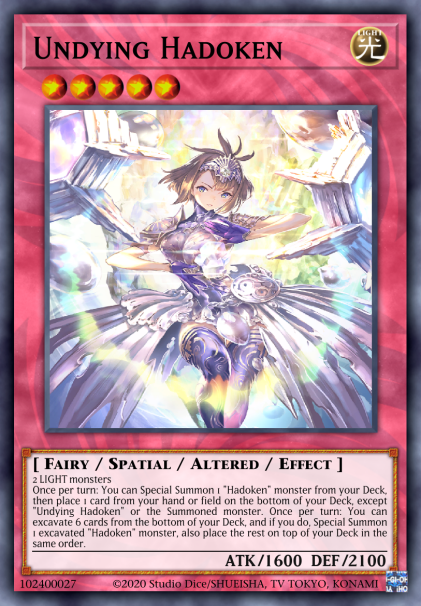 UNDYING HADOKEN
LIGHT
光
[ FAIRY / SPATIAL / ALTERED / EFFECT ]
2 LIGHT monsters
Once per turn: You can Special Summon 1 "Hadoken" monster from your Deck,
then place 1 card from your hand or field on the bottom of your Deck, except
"Undying Hadoken" or the Summoned monster. Once per turn: You can
excavate 6 cards from the bottom of your Deck, and if you do, Special Summon
1 excavated "Hadoken" monster, also place the rest on top of your Deck in the
same order.
ATK/1600 DEF/2100
102400027 ©2020 Studio Dice/SHUEISHA, TV TOKYO, KONAMI